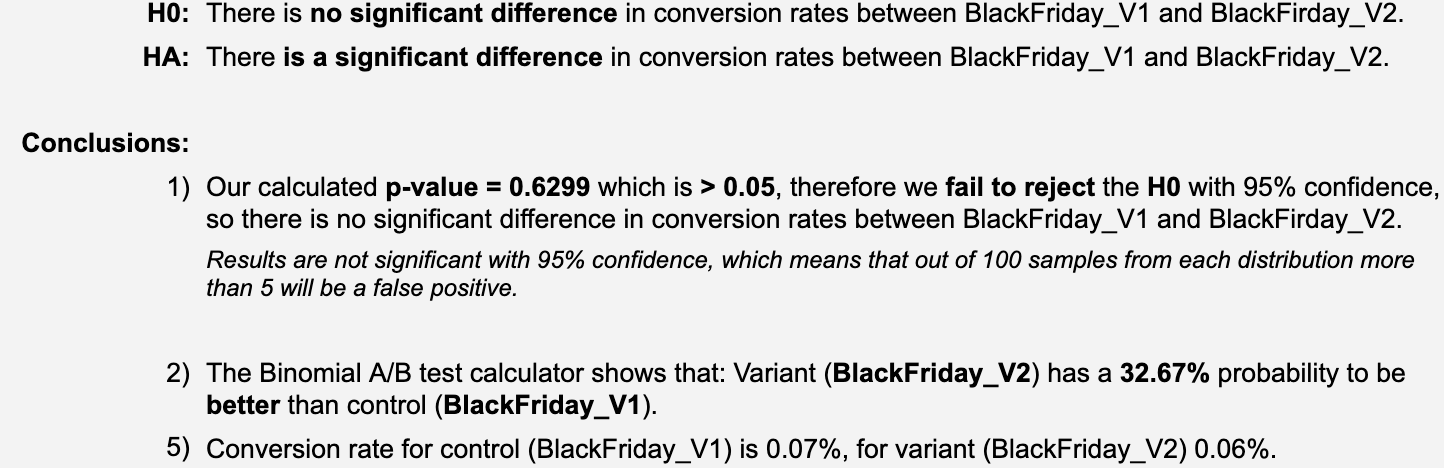 H0: There is no significant difference in conversion rates between BlackFriday_V1 and BlackFirday_V2.
HA: There is a significant difference in conversion rates between BlackFriday_V1 and BlackFriday_V2.
Conclusions:
1) Our calculated p-value = 0.6299 which is > 0.05, therefore we fail to reject the H0 with 95% confidence,
so there is no significant difference in conversion rates between BlackFriday_V1 and BlackFirday_V2.
Results are not significant with 95% confidence, which means that out of 100 samples from each distribution more
than 5 will be a false positive.
2) The Binomial A/B test calculator shows that: Variant (BlackFriday_V2) has a 32.67% probability to be
better than control (BlackFriday_V1).
5) Conversion rate for control (BlackFriday_V1) is 0.07%, for variant (BlackFriday_V2) 0.06%.